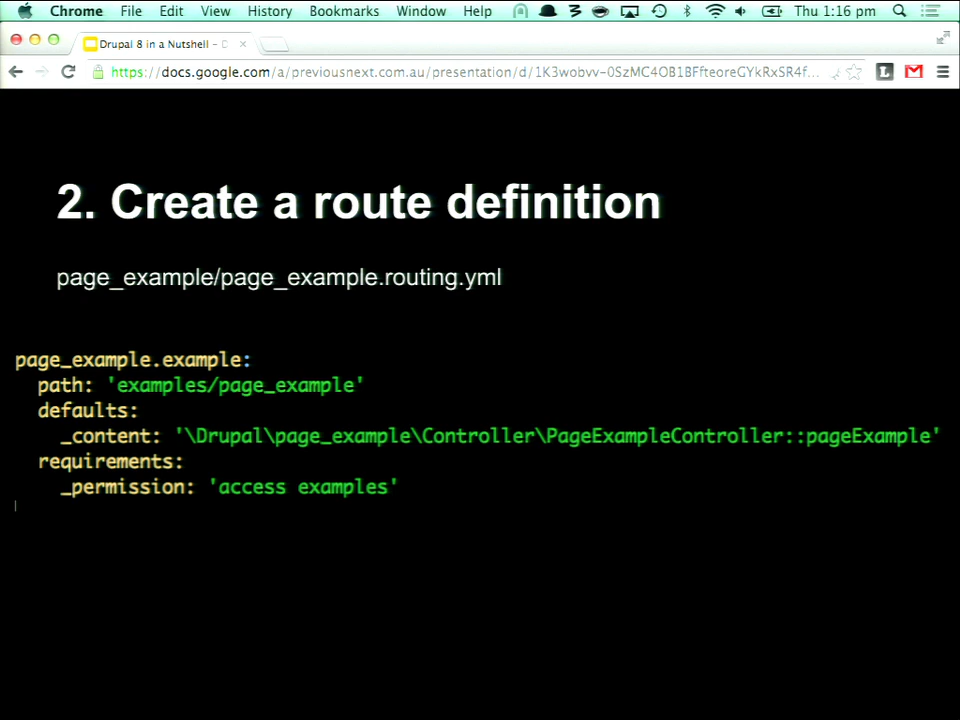 Chrome File Edit View History Bookmarks Window Help Thu 1:16 pm
Drupal 8 in a Nutshell –
https://docs.google.com/a/previousnext.com.au/presentation/d/1K3wobvv-0SzMC4OB1BFfteoreGYkRxSR4f...
2. Create a route definition
page_example/page_example.routing.yml
page_example.example:
path: 'examples/page_example'
defaults:
_content: '\Drupal\page_example\Controller\PageExampleController::pageExample'
requirements:
_permission: 'access examples'